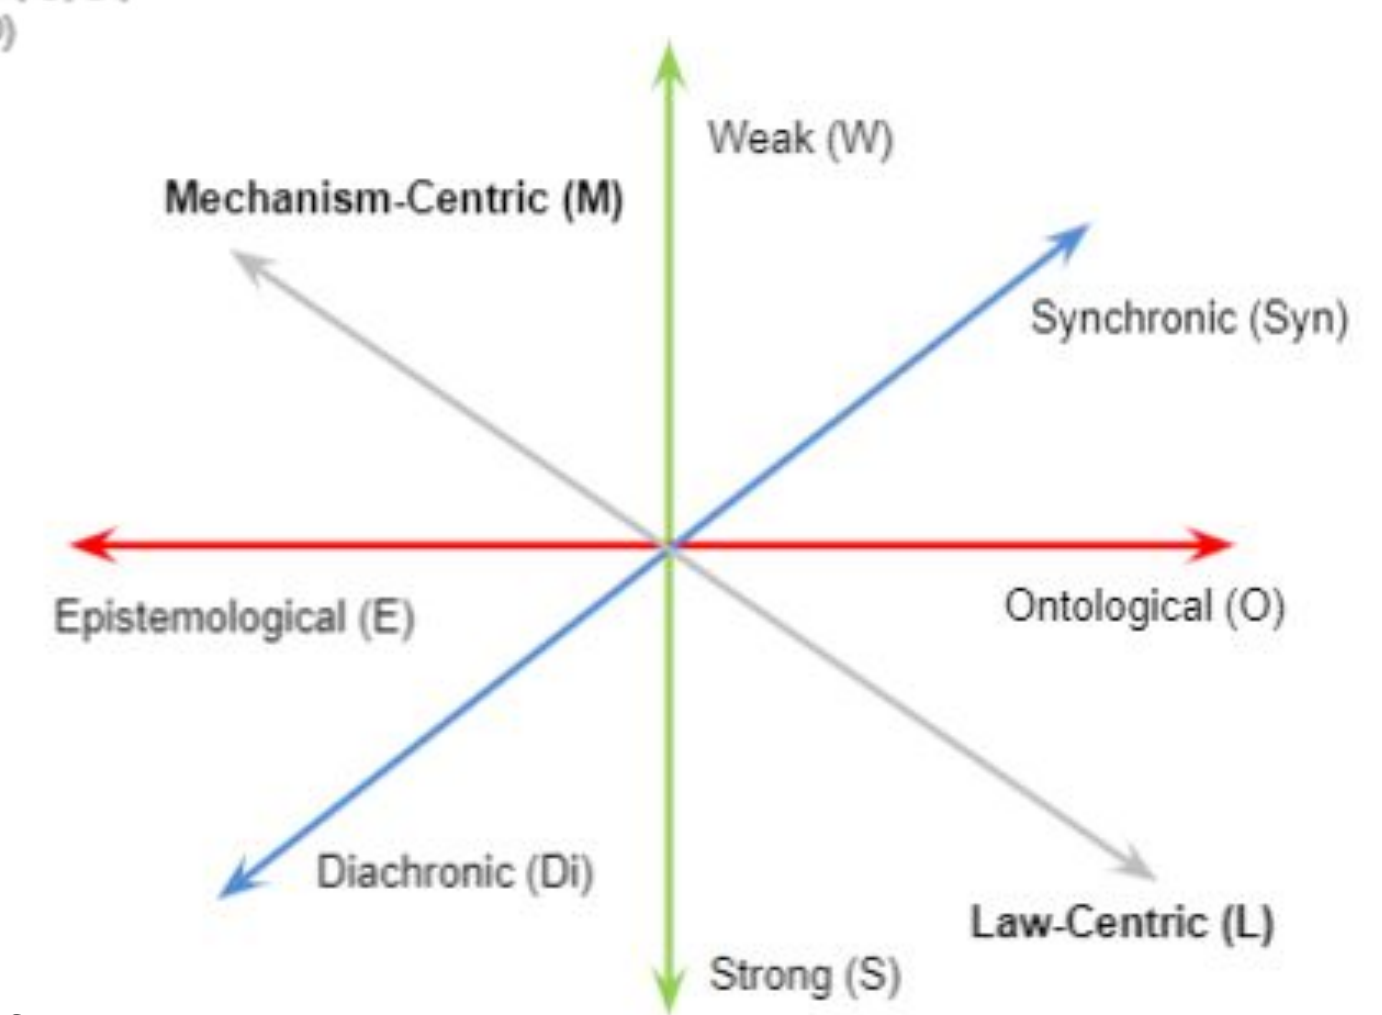 Weak (W)
Mechanism-Centric (M)
Synchronic (Syn)
Epistemological (E)
Ontological (O)
Diachronic (Di)
Law-Centric (L)
Strong (S)